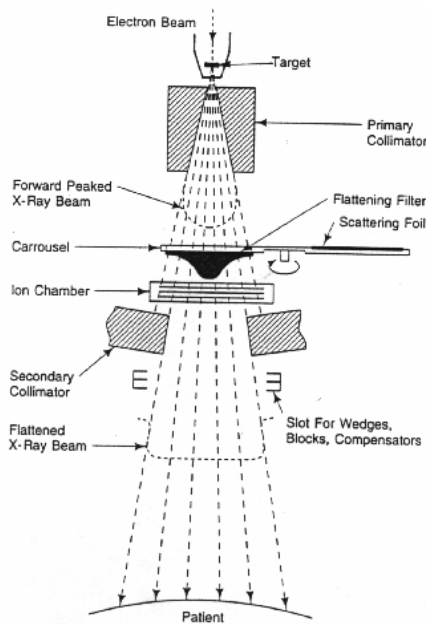 Electron Beam
Target
Primary
Collimator
Forward Peaked
X-Ray Beam
Flattening Filter
Scattering Foil
Carrousel
Ion Chamber
Secondary
Collimator
Slot For Wedges,
Blocks, Compensators
Flattened
X-Ray Beam
Patient